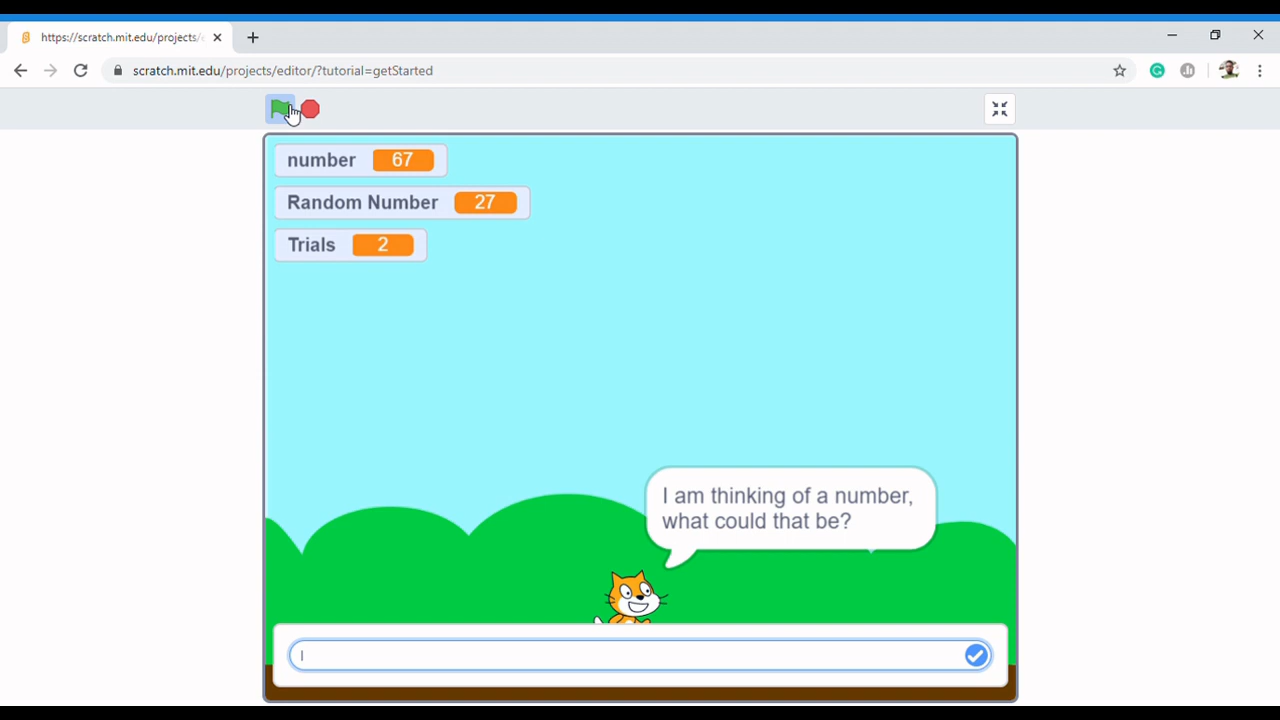 https://scratch.mit.edu/projects/
scratch.mit.edu/projects/editor/?tutorial=getStarted
number 67
Random Number 27
Trials 2
I am thinking of a number,
what could that be?